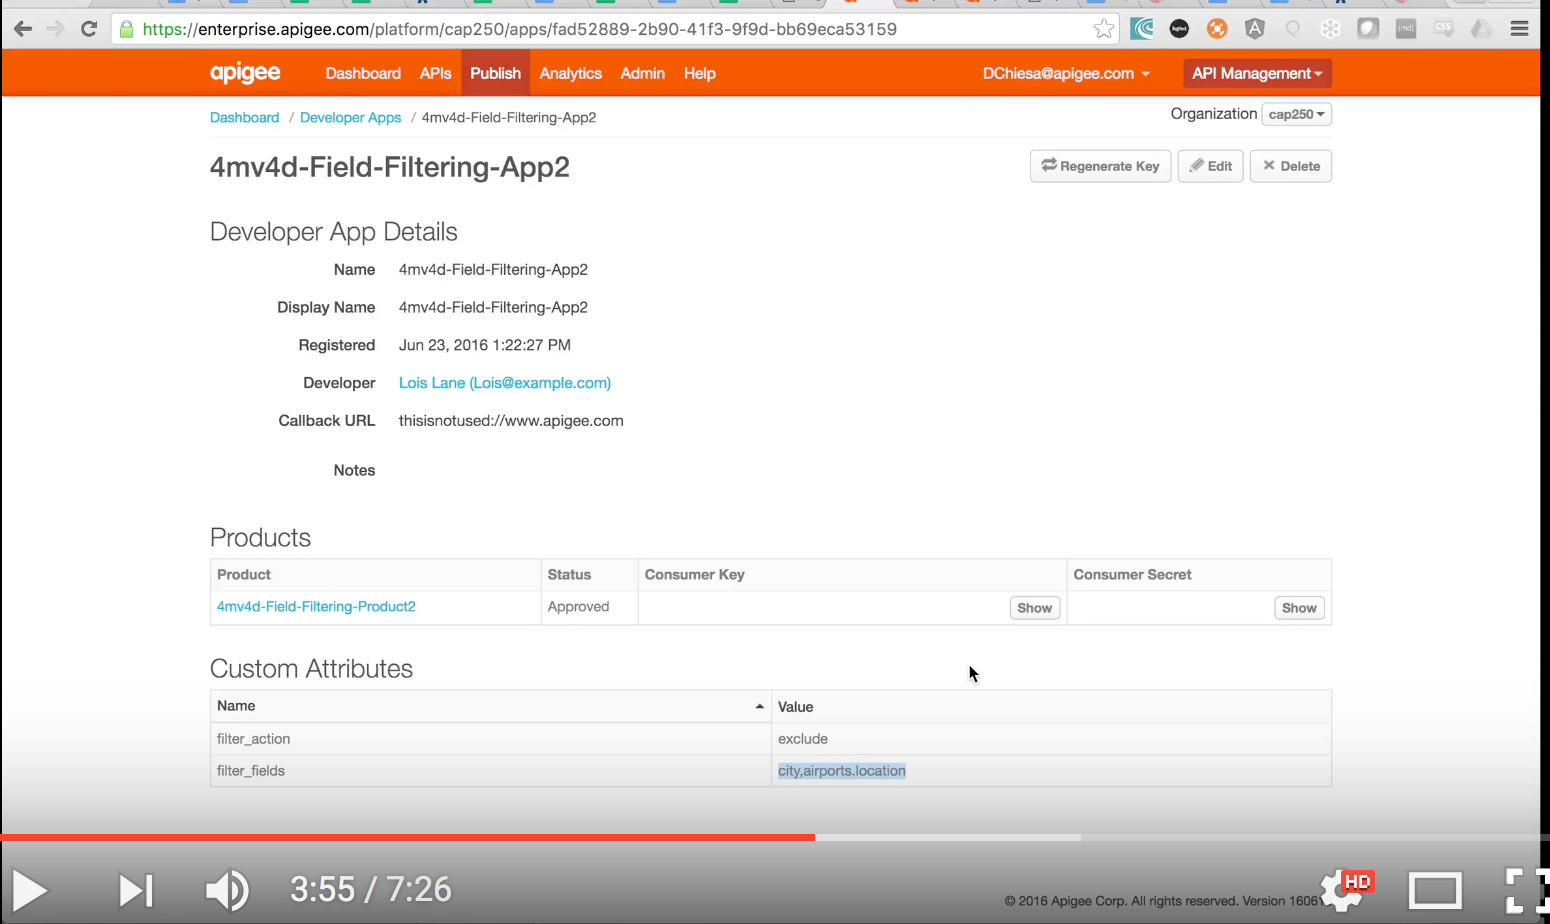 https://enterprise.apigee.com/platform/cap250/apps/fad52889-2b90-41f3-9f9d-bb69eca53159
apigee Dashboard APIs Publish Analytics Admin Help DChiesa@apigee.com API Management
Dashboard / Developer Apps / 4mv4d-Field-Filtering-App2 Organization cap250
4mv4d-Field-Filtering-App2 Regenerate Key Edit Delete
Developer App Details
Name 4mv4d-Field-Filtering-App2
Display Name 4mv4d-Field-Filtering-App2
Registered Jun 23, 2016 1:22:27 PM
Developer Lois Lane (Lois@example.com)
Callback URL thisisnotused://www.apigee.com
Notes
Products
Product Status Consumer Key Consumer Secret
4mv4d-Field-Filtering-Product2 Approved Show Show
Custom Attributes
Name Value
filter_action exclude
filter_fields city,airports.location
3:55 / 7:26 HD
© 2016 Apigee Corp. All rights reserved. Version